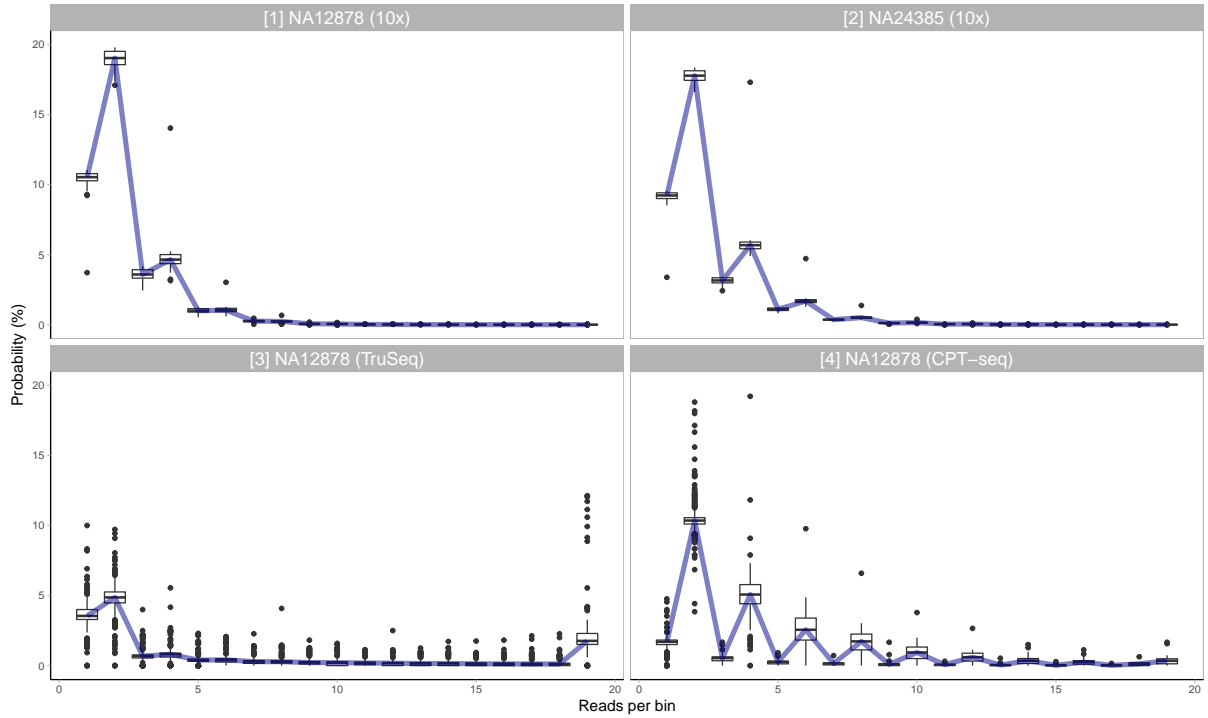 [1] NA12878 (10x)
[2] NA24385 (10x)
20
15
10
5
0
[3] NA12878 (TruSeq)
[4] NA12878 (CPT−seq)
20
15
10
5
0
Probability (%)
0 5 10 15 20 0 5 10 15 20
Reads per bin